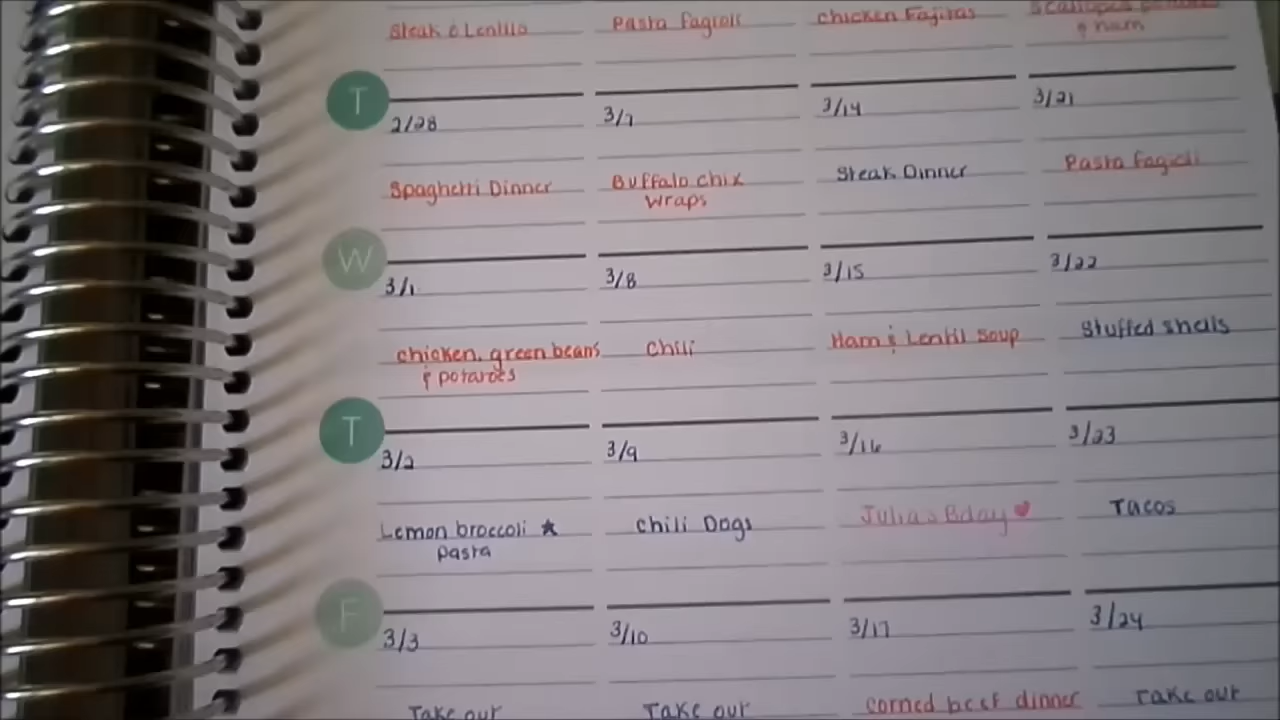 Steak & Lentils
Pasta Fagioli
Chicken Fajitas
Scalloped
& Ham
T
2/28
3/7
3/14
3/21
Spaghetti Dinner
Buffalo Chix
Wraps
Steak Dinner
Pasta Fagioli
W
3/1
3/8
3/15
3/22
Chicken, green beans
& potatoes
Chili
Ham & Lentil Soup
Stuffed Shells
T
3/2
3/9
3/16
3/23
Lemon broccoli ★
Pasta
Chili Dogs
Julia's Bday ♥
Tacos
F
3/3
3/10
3/17
3/24
Take out
Take out
Corned beef dinner
Take out